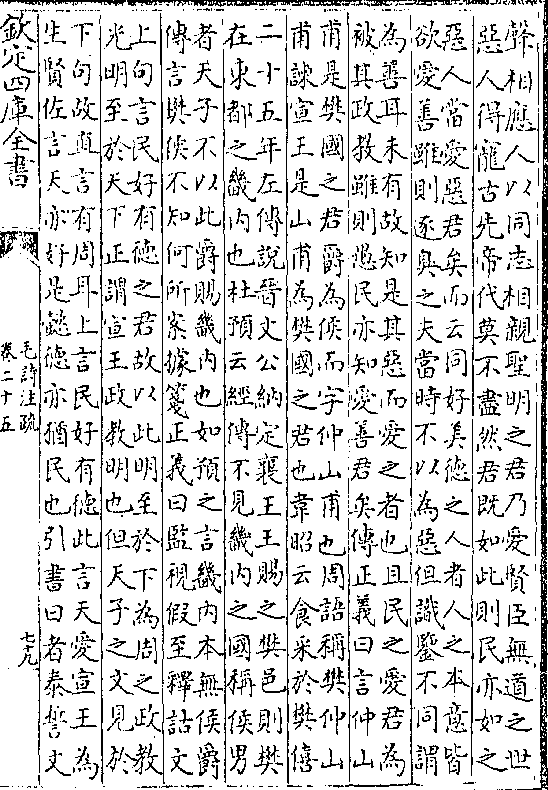 聲相應人以同志相親聖明之君乃愛賢臣無道之世
惡人得寵古先帝代莫不盡然君既如此則民亦如之
惡人當愛惡君矣而云同好美德之人者人之本意皆
欲愛善雖則逐臭之夫當時不以為惡但識鑒不同謂
為善耳未有故知是其惡而愛之者也且民之愛君為
被其政教雖則愚民亦知愛善君矣傳正義曰言仲山
甫是樊國之君爵為侯而字仲山甫也周語稱樊仲山
甫諫宣王是山甫為樊國之君也韋昭云食采於樊僖
二十五年左傳說晉文公納定襄王王賜之樊邑則樊
在東都之畿內也杜預云經傳不見畿內之國稱侯男
者天子不以此爵賜畿內也如預之言畿內本無侯爵
傳言樊侯不知何所案據箋正義曰監視假至釋詁文
上句言民好有德之君故以此明至於下為周之政教
光明至於天下正謂宣王政教明也但天子之文見於
下句故直言有周耳上言民好有德此言天愛宣王為
生賢佐言天亦好是懿德亦猶民也引書曰者泰誓文
欽定四庫全書
毛詩注疏
卷二十五
七九